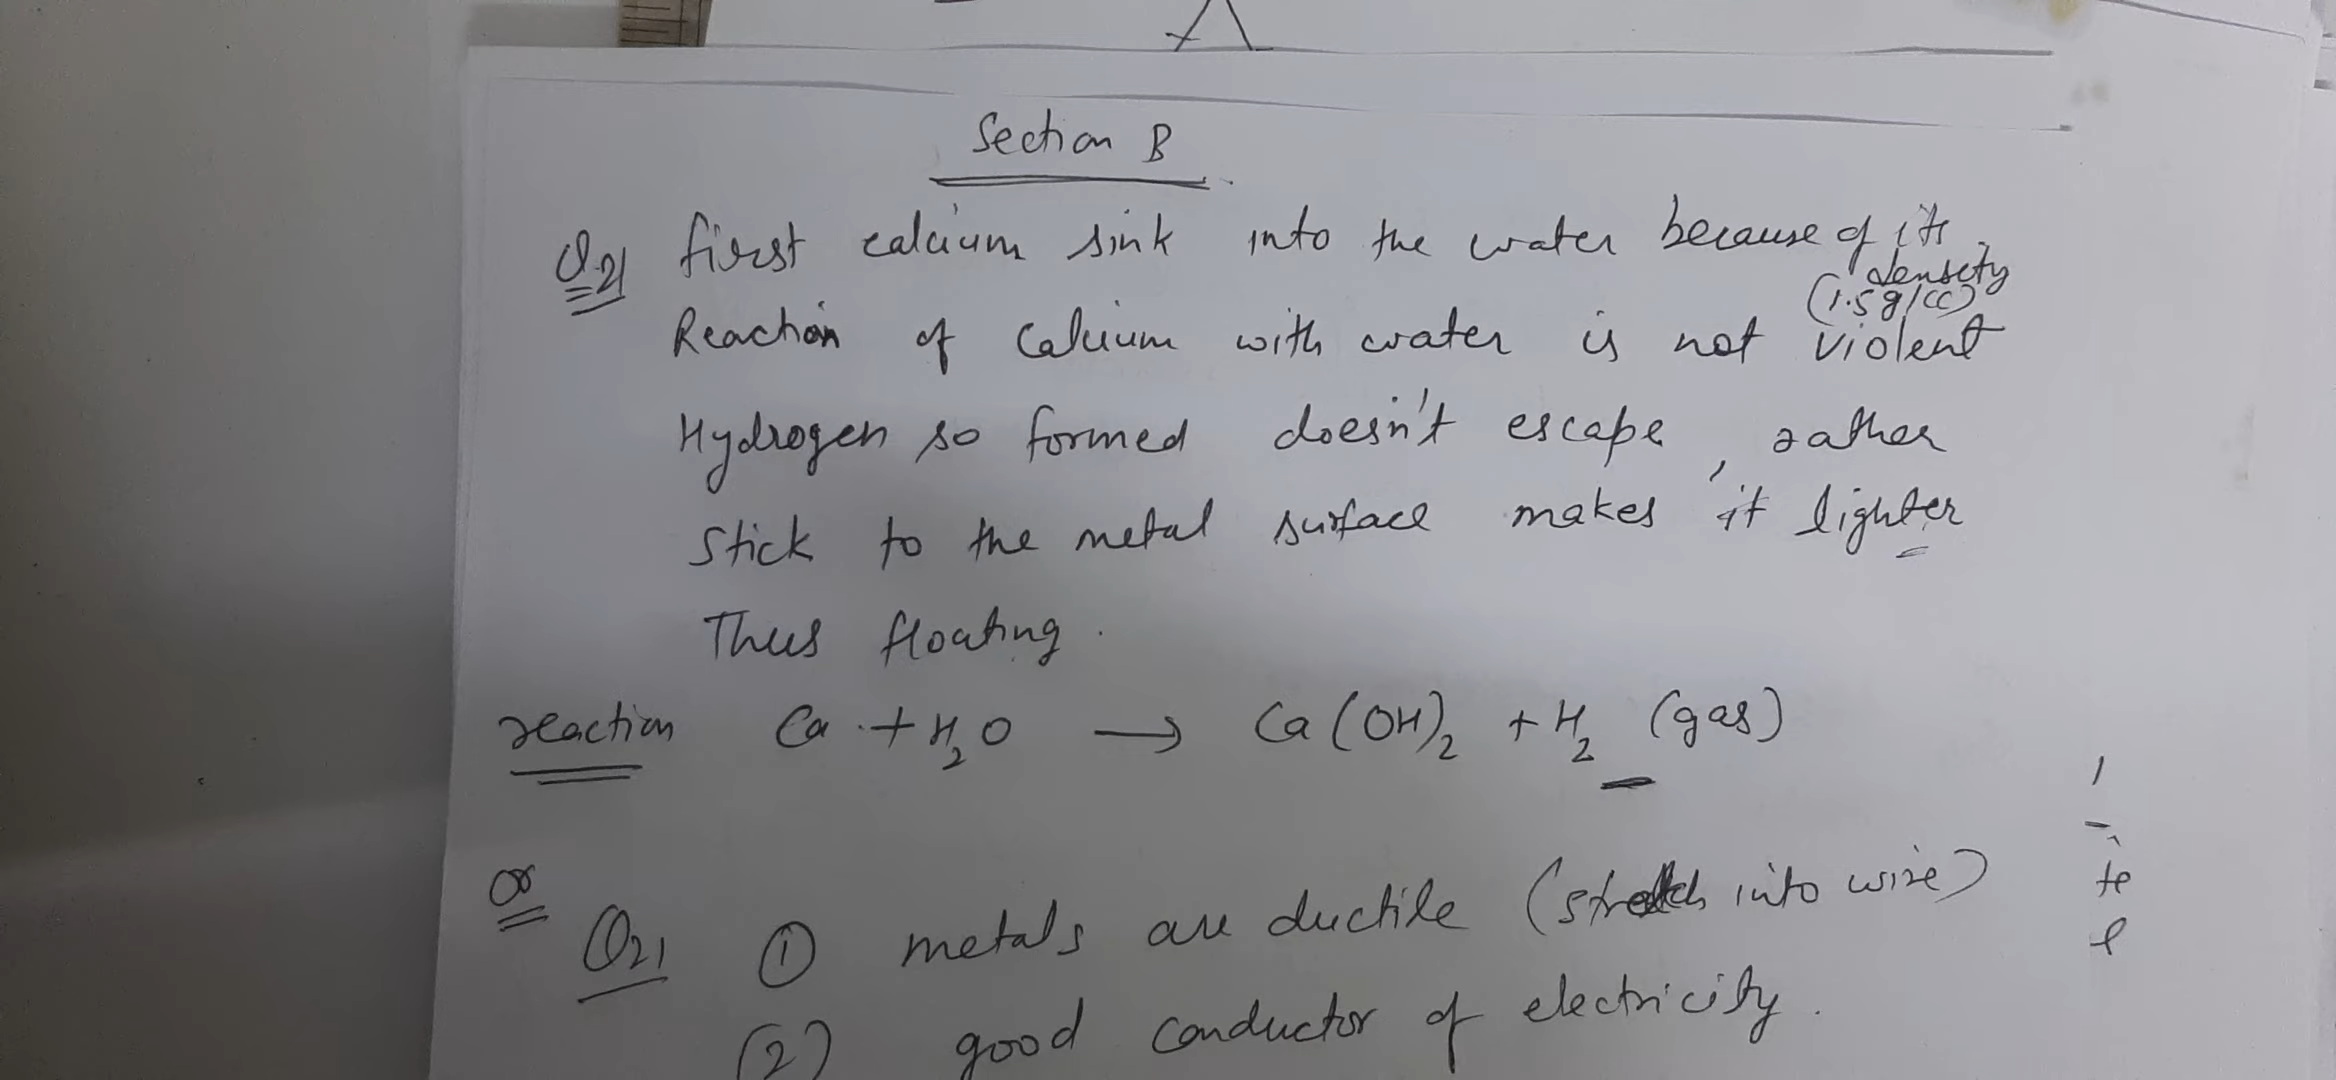 Section B
Q.21 first calcium sink into the water because of its density
(1.5g/cc)
Reaction of Calcium with water is not violent
Hydrogen so formed doesn't escape, rather
stick to the metal surface makes it lighter
Thus floating.
reaction Ca + H₂O → Ca(OH)₂ + H₂ (gas)
or
Q21 ① metals are ductile (stretch into wire)
(2) good conductor of electricity.